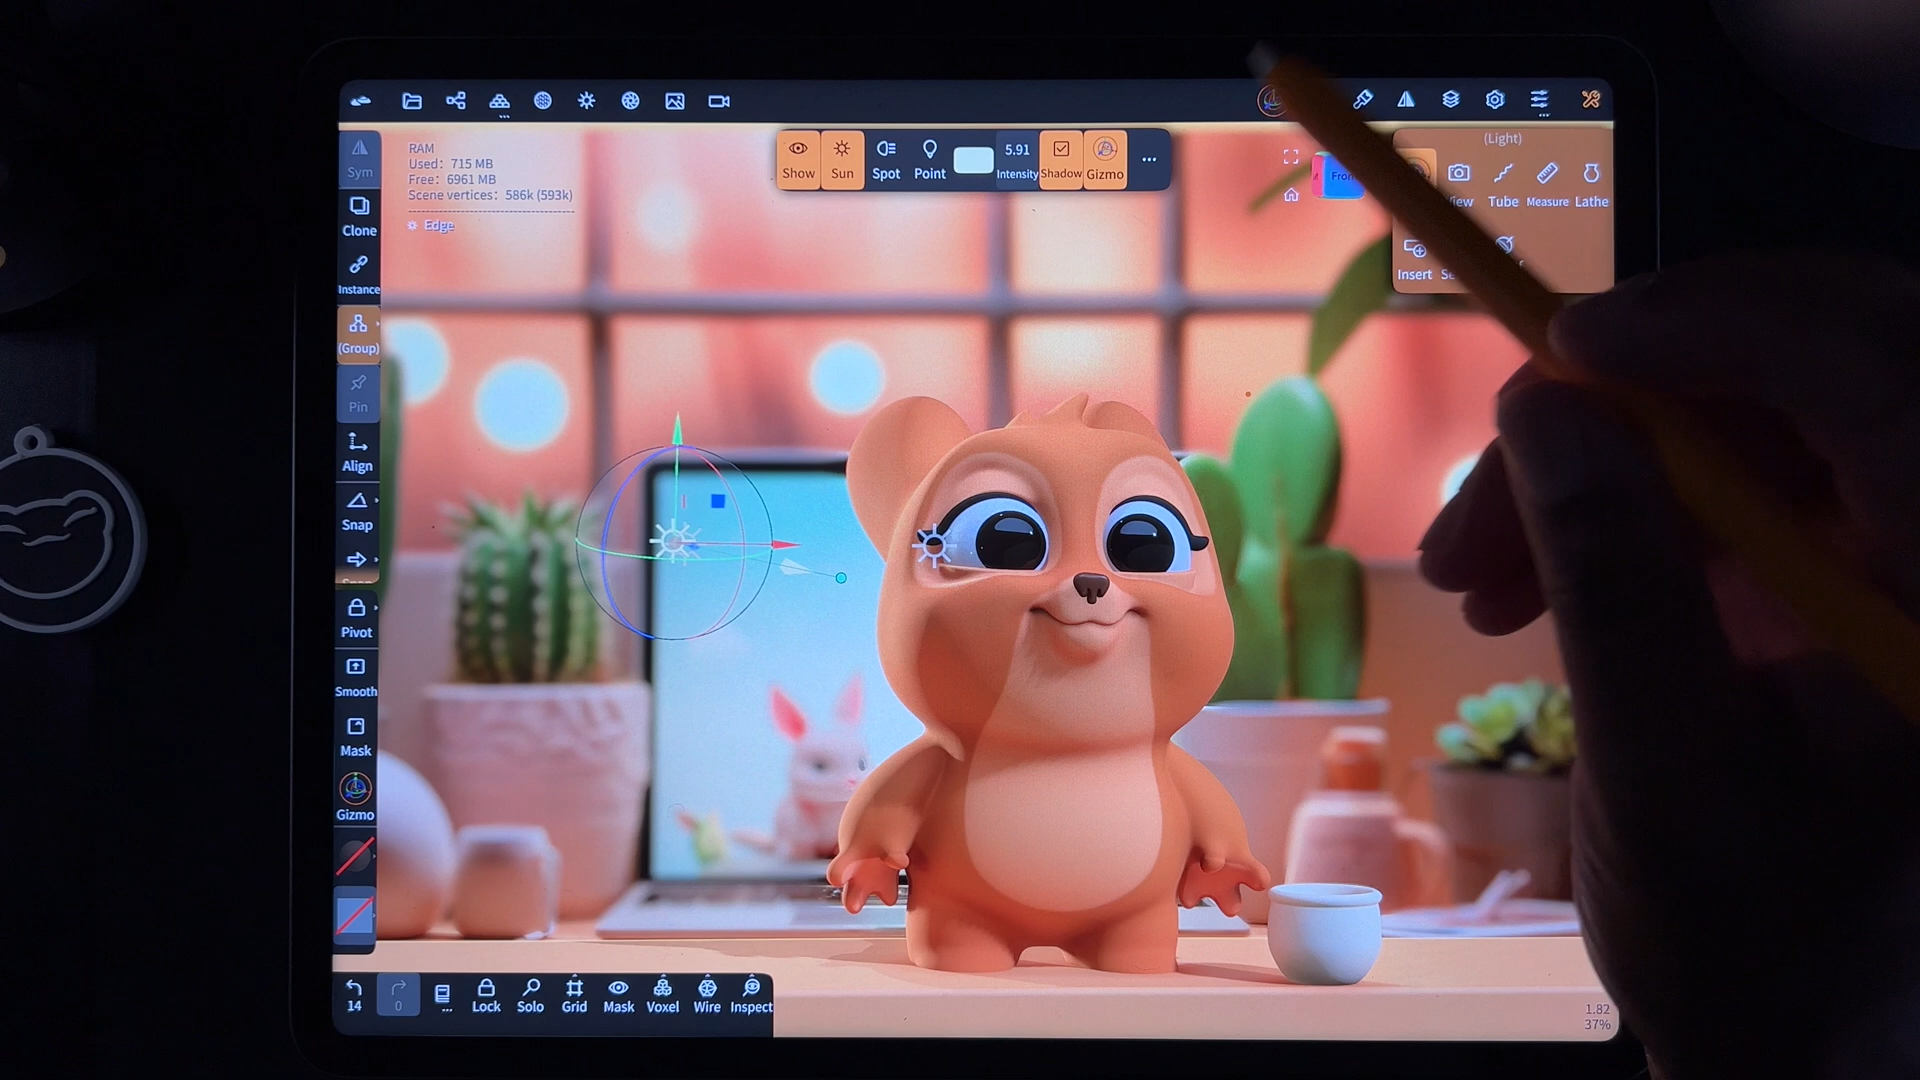 RAM
Used: 715 MB
Free: 6961 MB
Scene vertices: 586k (593k)
Edge
Show
Sun
Spot
Point
5.91
Intensity
Shadow
Gizmo
...
(Light)
Tube
Measure
Lathe
Insert
Sym
Clone
Instance
(Group)
Pin
Align
Snap
Pivot
Smooth
Mask
Gizmo
14
0
...
Lock
Solo
Grid
Mask
Voxel
Wire
Inspect
1.82
37%